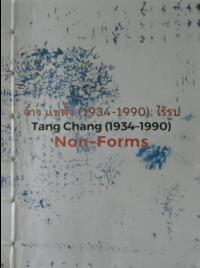 จ่าง แซ่ตั้ง (1934-1990): ไร้รูป
Tang Chang (1934-1990)
Non-Forms